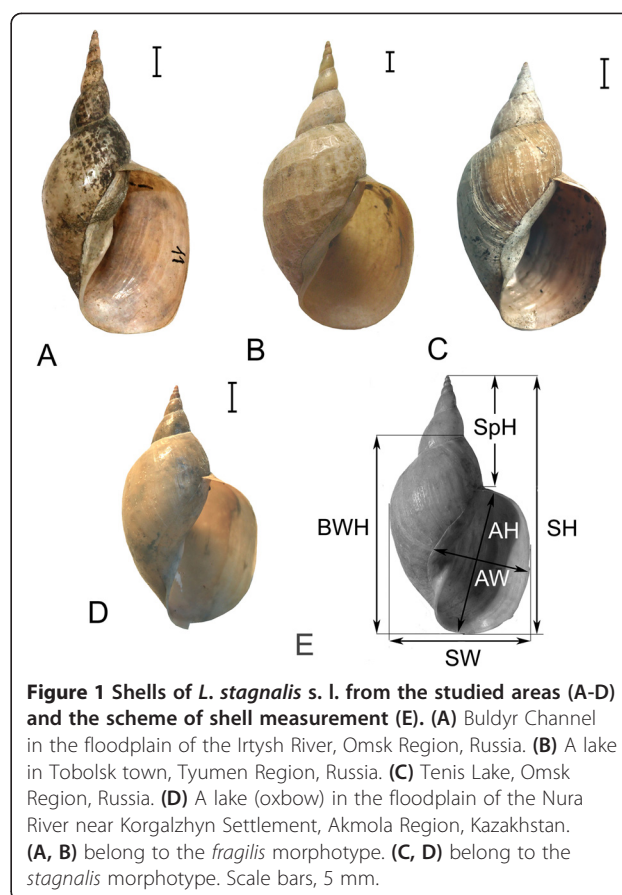 A
B
C
D
E
SpH
BWH
AH
SH
AW
SW
11
Figure 1 Shells of L. stagnalis s. l. from the studied areas (A-D)
and the scheme of shell measurement (E). (A) Buldyr Channel
in the floodplain of the Irtysh River, Omsk Region, Russia. (B) A lake
in Tobolsk town, Tyumen Region, Russia. (C) Tenis Lake, Omsk
Region, Russia. (D) A lake (oxbow) in the floodplain of the Nura
River near Korgalzhyn Settlement, Akmola Region, Kazakhstan.
(A, B) belong to the fragilis morphotype. (C, D) belong to the
stagnalis morphotype. Scale bars, 5 mm.